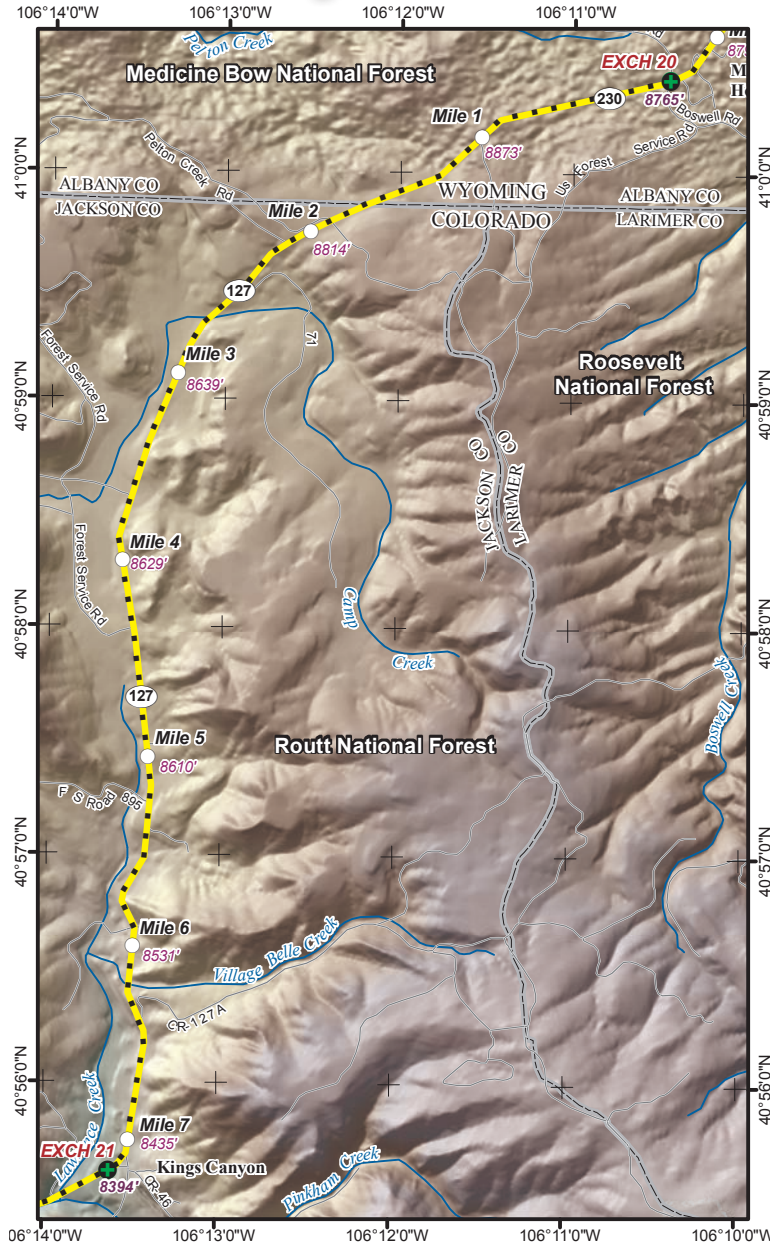 106°14'0"W
106°13'0"W
106°12'0"W
106°11'0"W
Pelton Creek
Medicine Bow National Forest
EXCH 20
8765'
230
Boswell Rd
Mile 1
8873'
Us Forest Service Rd
Pelton Creek Rd
41°0'0"N
41°0'0"N
ALBANY CO
JACKSON CO
WYOMING
COLORADO
ALBANY CO
LARIMER CO
Mile 2
8814'
127
71
Mile 3
8639'
Forest Service Rd
Roosevelt
National Forest
40°59'0"N
40°59'0"N
JACKSON CO
LARIMER CO
Mile 4
8629'
Forest Service Rd
Camp
Creek
40°58'0"N
40°58'0"N
127
Boswell Creek
Mile 5
8610'
Routt National Forest
F S Road 895
40°57'0"N
40°57'0"N
Mile 6
8531'
Village Belle Creek
CR-127A
40°56'0"N
40°56'0"N
Lawrence Creek
Mile 7
8435'
EXCH 21
8394'
Kings Canyon
CR-46
Pinkham Creek
06°14'0"W
106°13'0"W
106°12'0"W
106°11'0"W
106°10'0"W